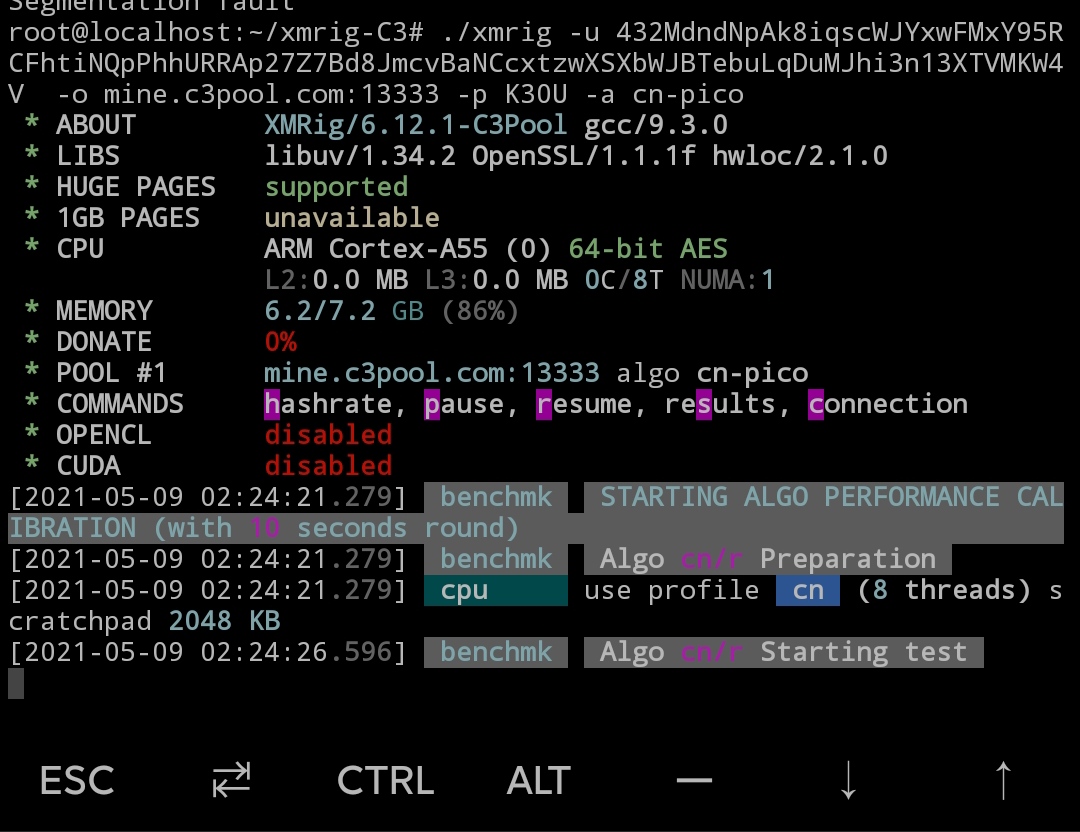 Segmentation fault
root@localhost:~/xmrig-C3# ./xmrig -u 432MdndNpAk8iqscWJYxwFMxY95R
CFhtiNQpPhhURRAp27Z7Bd8JmcvBaNCcxtzwXSXbWJBTebuLqDuMJhi3n13XTVMKW4
V  -o mine.c3pool.com:13333 -p K30U -a cn-pico
* ABOUT        XMRig/6.12.1-C3Pool gcc/9.3.0
* LIBS         libuv/1.34.2 OpenSSL/1.1.1f hwloc/2.1.0
* HUGE PAGES   supported
* 1GB PAGES    unavailable
* CPU          ARM Cortex-A55 (0) 64-bit AES
L2:0.0 MB L3:0.0 MB 0C/8T NUMA:1
* MEMORY       6.2/7.2 GB (86%)
* DONATE       0%
* POOL #1      mine.c3pool.com:13333 algo cn-pico
* COMMANDS     hashrate, pause, resume, results, connection
* OPENCL       disabled
* CUDA         disabled
[2021-05-09 02:24:21.279]  benchmk   STARTING ALGO PERFORMANCE CAL
IBRATION (with 10 seconds round)
[2021-05-09 02:24:21.279]  benchmk   Algo cn/r Preparation
[2021-05-09 02:24:21.279]  cpu      use profile  cn  (8 threads) s
cratchpad 2048 KB
[2021-05-09 02:24:26.596]  benchmk   Algo cn/r Starting test
ESC ⇄ CTRL ALT — ↓ ↑